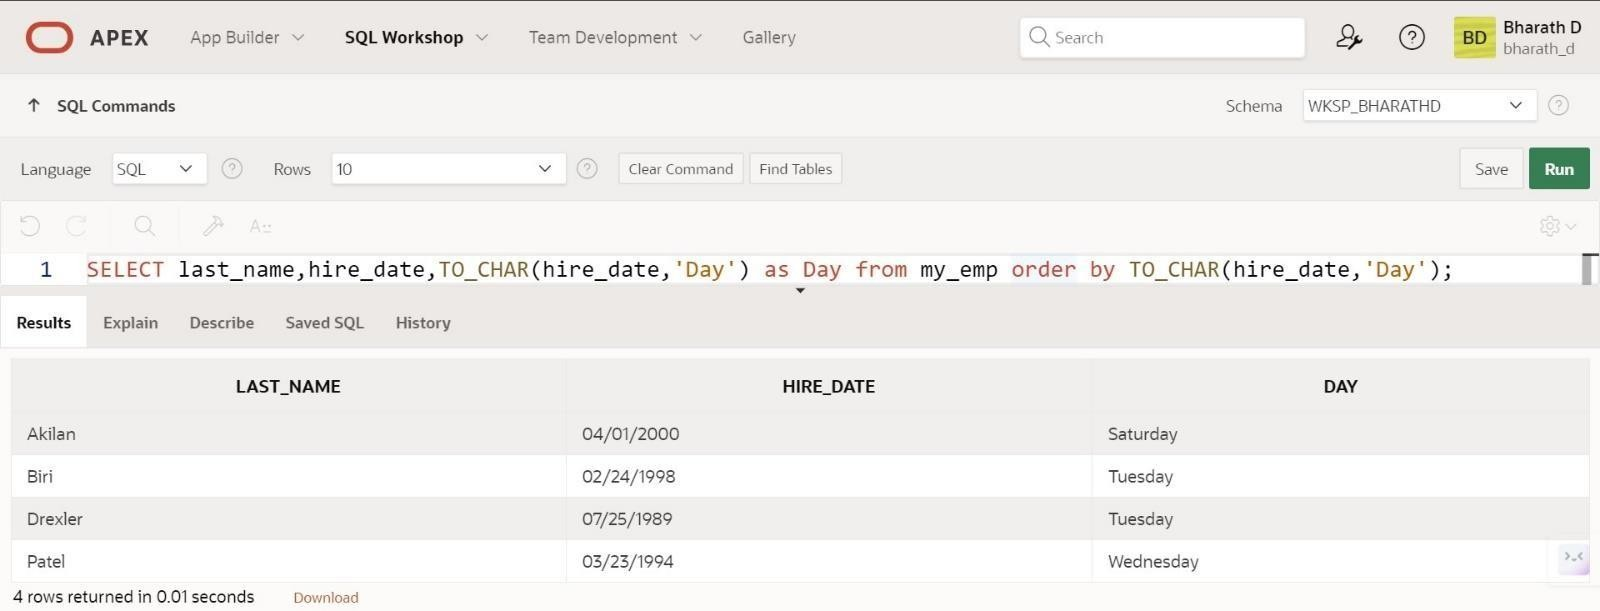 APEX App Builder SQL Workshop Team Development Gallery Search BD Bharath D
bharath_d
SQL Commands Schema WKSP_BHARATHD
Language SQL Rows 10 Clear Command Find Tables Save Run
1 SELECT last_name,hire_date,TO_CHAR(hire_date,'Day') as Day from my_emp order by TO_CHAR(hire_date,'Day');
Results Explain Describe Saved SQL History
LAST_NAME HIRE_DATE DAY
Akilan 04/01/2000 Saturday
Biri 02/24/1998 Tuesday
Drexler 07/25/1989 Tuesday
Patel 03/23/1994 Wednesday
4 rows returned in 0.01 seconds Download